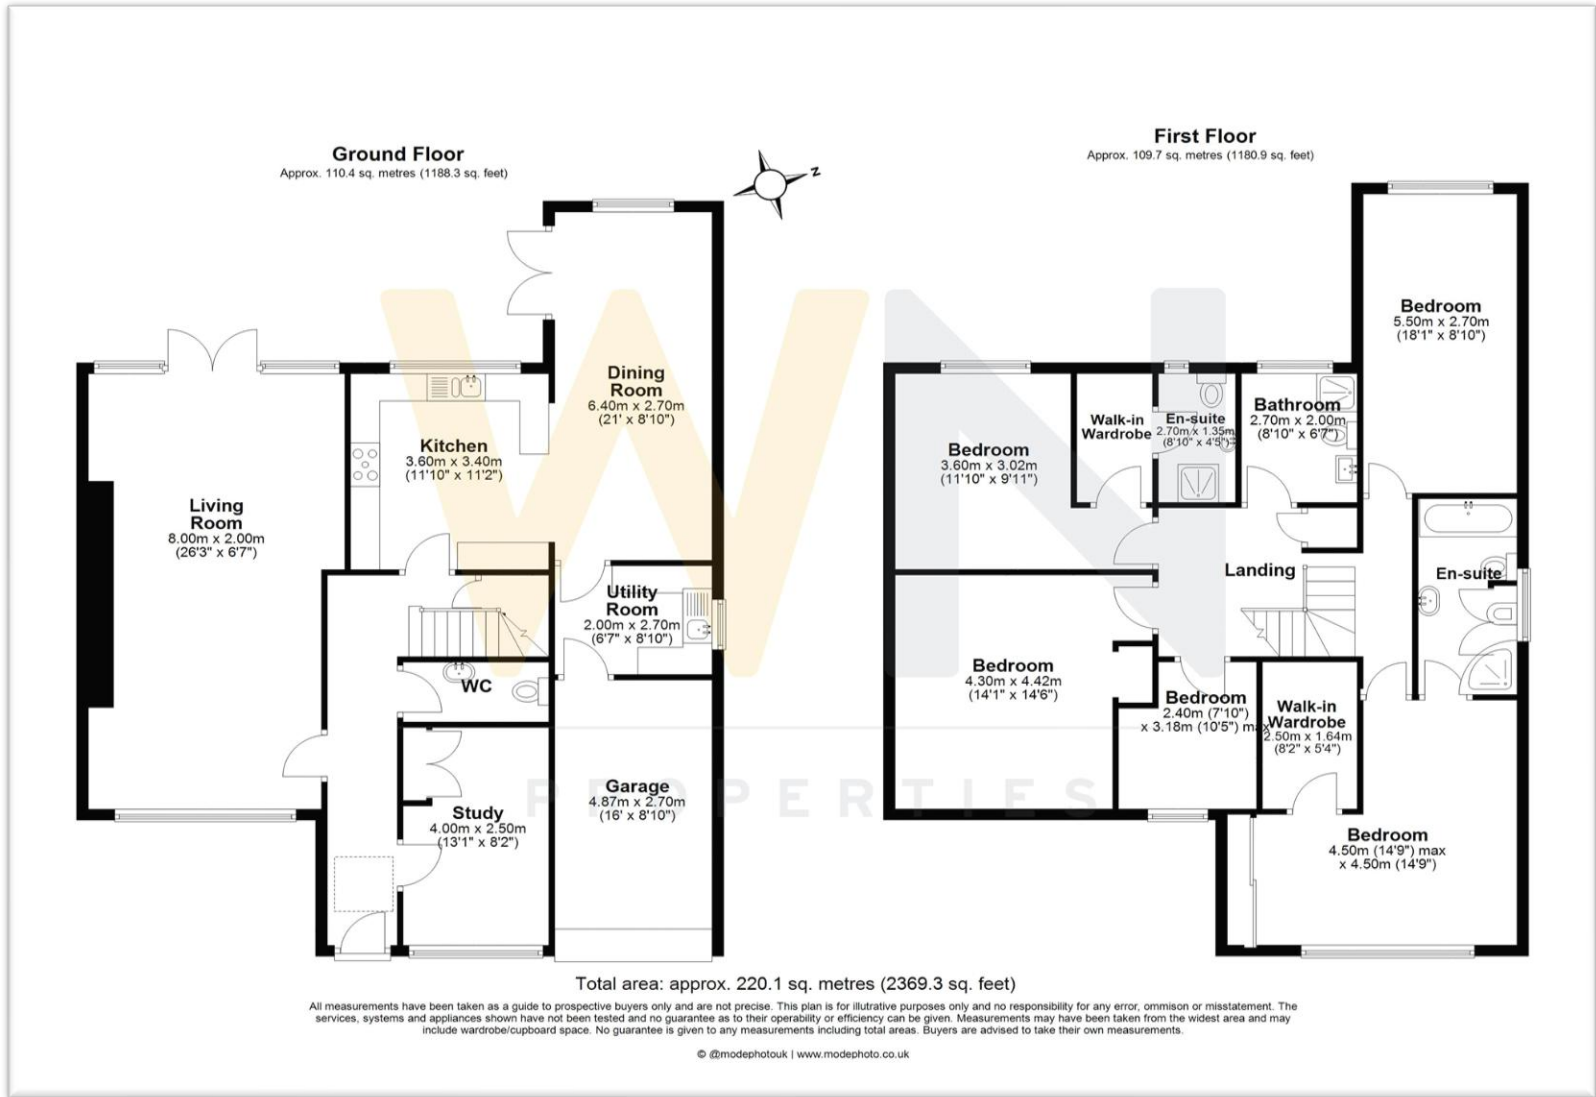 Ground Floor
Approx. 110.4 sq. metres (1188.3 sq. feet)
N
First Floor
Approx. 109.7 sq. metres (1180.9 sq. feet)
Living
Room
8.00m x 2.00m
(26'3" x 6'7")
Kitchen
3.60m x 3.40m
(11'10" x 11'2")
Dining
Room
6.40m x 2.70m
(21' x 8'10")
Utility
Room
2.00m x 2.70m
(6'7" x 8'10")
WC
Study
4.00m x 2.50m
(13'1" x 8'2")
Garage
4.87m x 2.70m
(16' x 8'10")
Bedroom
5.50m x 2.70m
(18'1" x 8'10")
Bedroom
3.60m x 3.02m
(11'10" x 9'11")
Walk-in
Wardrobe
En-suite
2.70m x 1.35m
(8'10" x 4'5")
Bathroom
2.70m x 2.00m
(8'10" x 6'7")
Landing
En-suite
Bedroom
4.30m x 4.42m
(14'1" x 14'6")
Bedroom
2.40m (7'10")
x 3.18m (10'5") max
Walk-in
Wardrobe
2.50m x 1.64m
(8'2" x 5'4")
Bedroom
4.50m (14'9") max
x 4.50m (14'9")
WN
PROPERTIES
Total area: approx. 220.1 sq. metres (2369.3 sq. feet)
All measurements have been taken as a guide to prospective buyers only and are not precise. This plan is for illutrative purposes only and no responsibility for any error, ommison or misstatement. The
services, systems and appliances shown have not been tested and no guarantee as to their operability or efficiency can be given. Measurements may have been taken from the widest area and may
include wardrobe/cupboard space. No guarantee is given to any measurements including total areas. Buyers are advised to take their own measurements.
© @modephotouk | www.modephoto.co.uk